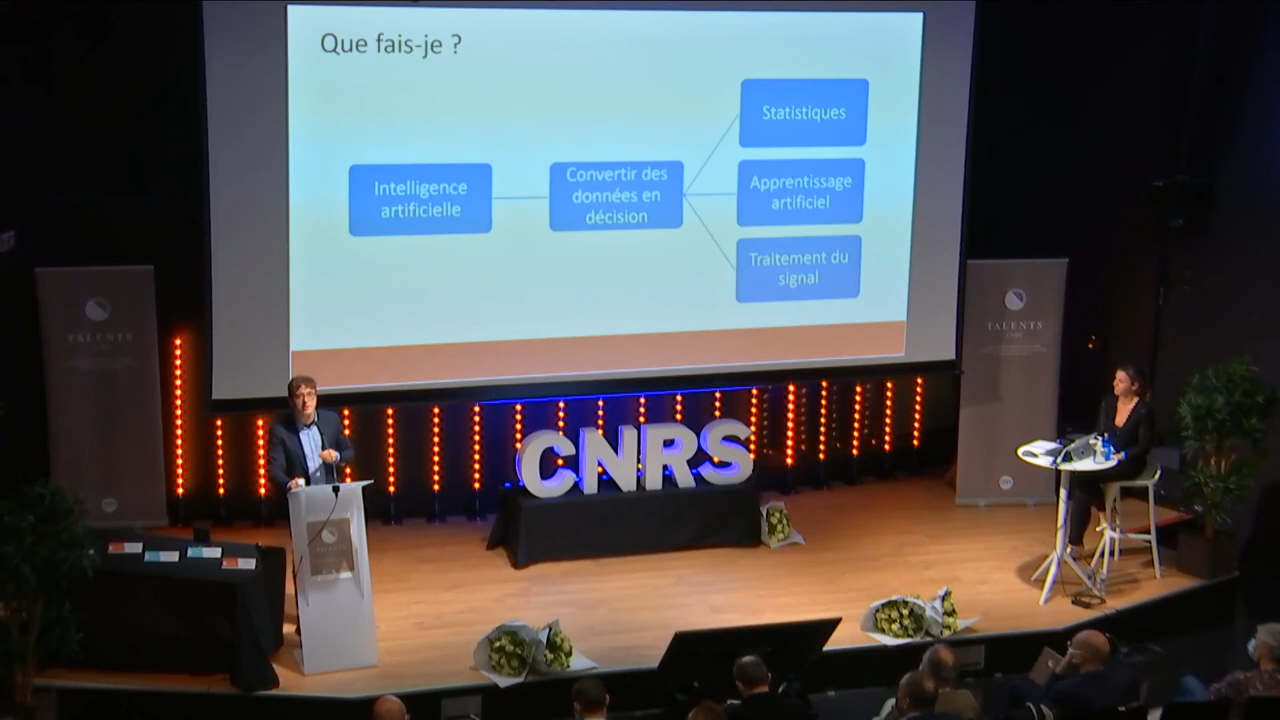 Que fais-je ?
Intelligence
artificielle
Convertir des
données en
décision
Statistiques
Apprentissage
artificiel
Traitement du
signal
TALENTS
TALENTS
CNRS
TALENTS